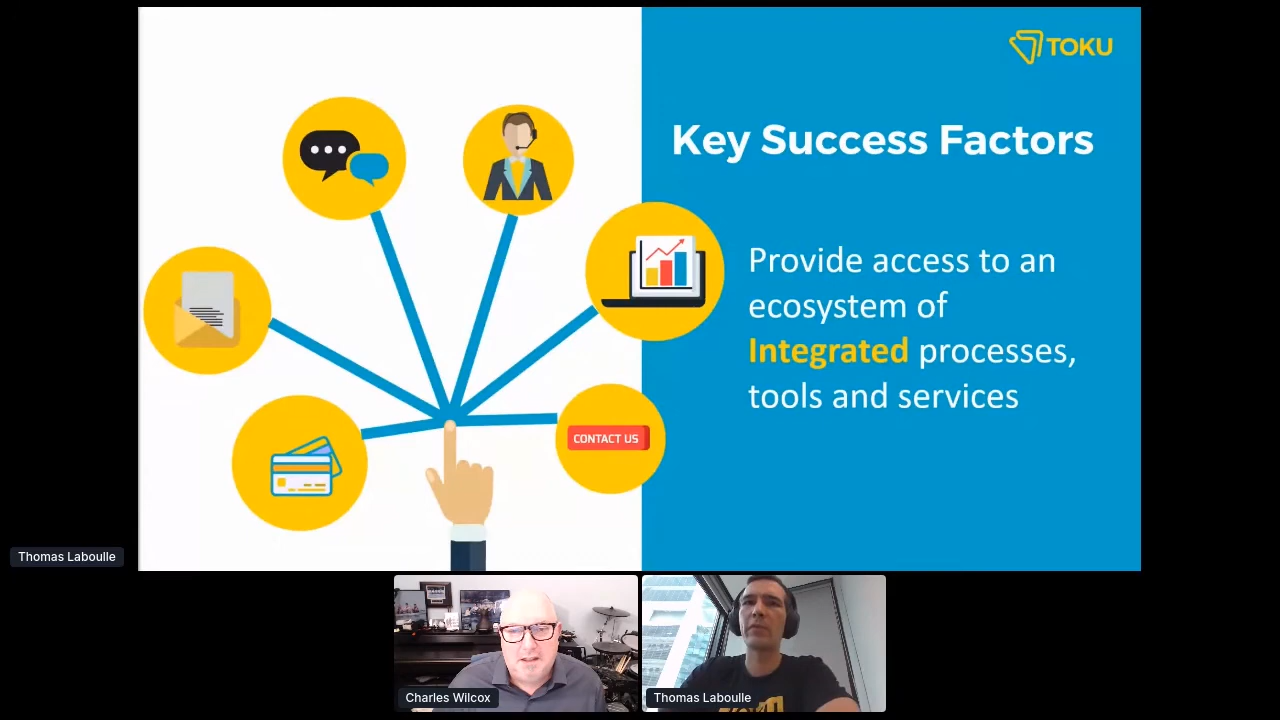 TOKU
Key Success Factors
Provide access to an
ecosystem of
Integrated processes,
tools and services
CONTACT US
Thomas Laboulle
Charles Wilcox
Thomas Laboulle